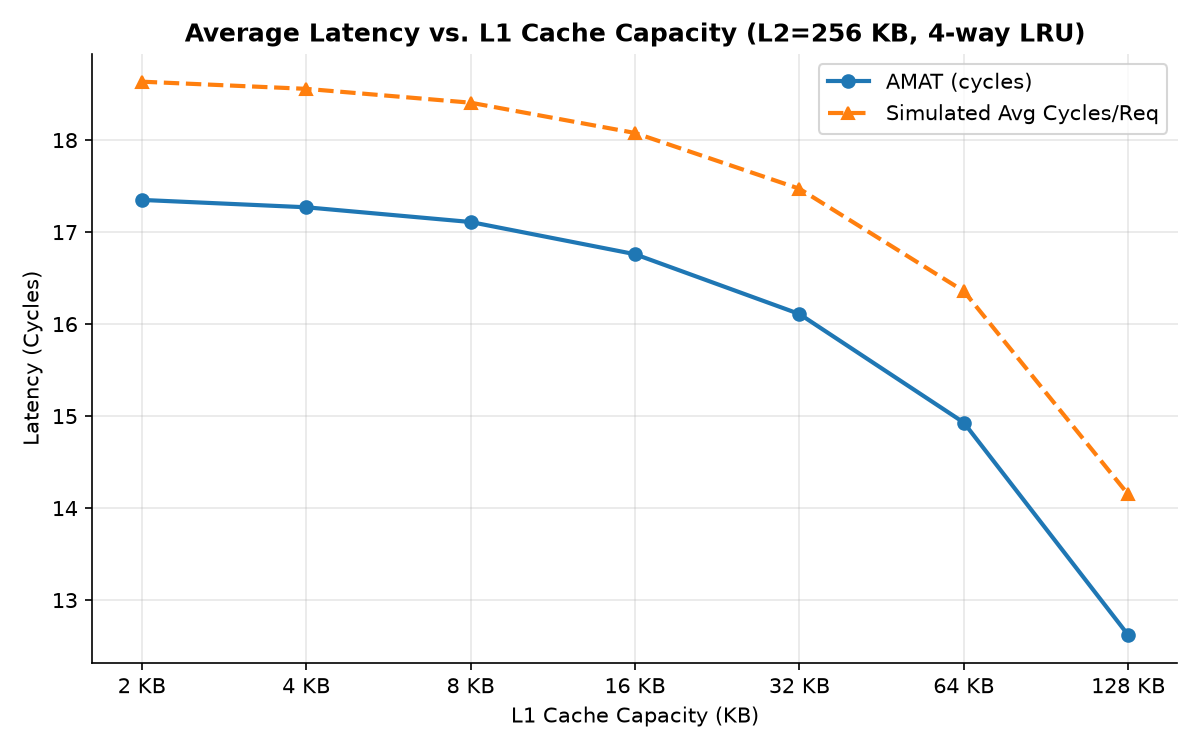 Average Latency vs. L1 Cache Capacity (L2=256 KB, 4-way LRU)
AMAT (cycles)
Simulated Avg Cycles/Req
Latency (Cycles)
18
17
16
15
14
13
2 KB 4 KB 8 KB 16 KB 32 KB 64 KB 128 KB
L1 Cache Capacity (KB)